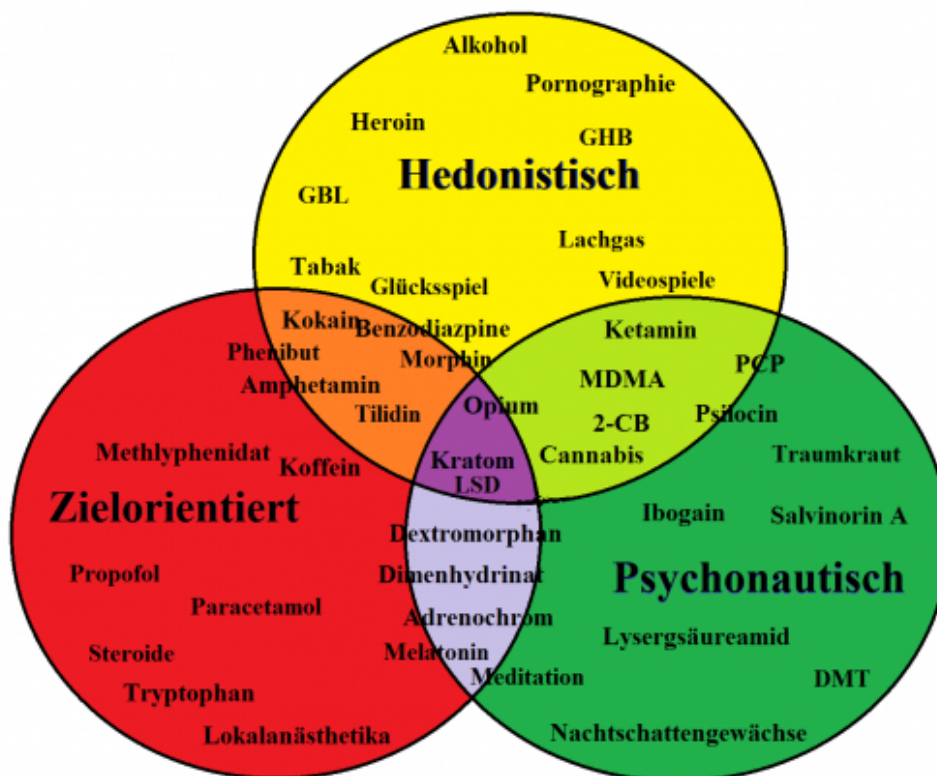 Alkohol
Pornographie
Heroin
GHB
Hedonistisch
GBL
Lachgas
Tabak
Glücksspiel
Videospiele
Kokain
Benzodiazpine
Ketamin
Phenibut
Morphin
PCP
Amphetamin
MDMA
Tilidin
Opium
2-CB
Psilocin
Methlyphenidat
Koffein
Kratom
Cannabis
Traumkraut
LSD
Zielorientiert
Ibogain
Salvinorin A
Dextromorphan
Propofol
Dimenhydrinat
Psychonautisch
Paracetamol
Adrenochrom
Lysergsäureamid
Steroide
Melatonin
Meditation
DMT
Tryptophan
Lokalanästhetika
Nachtschattengewächse